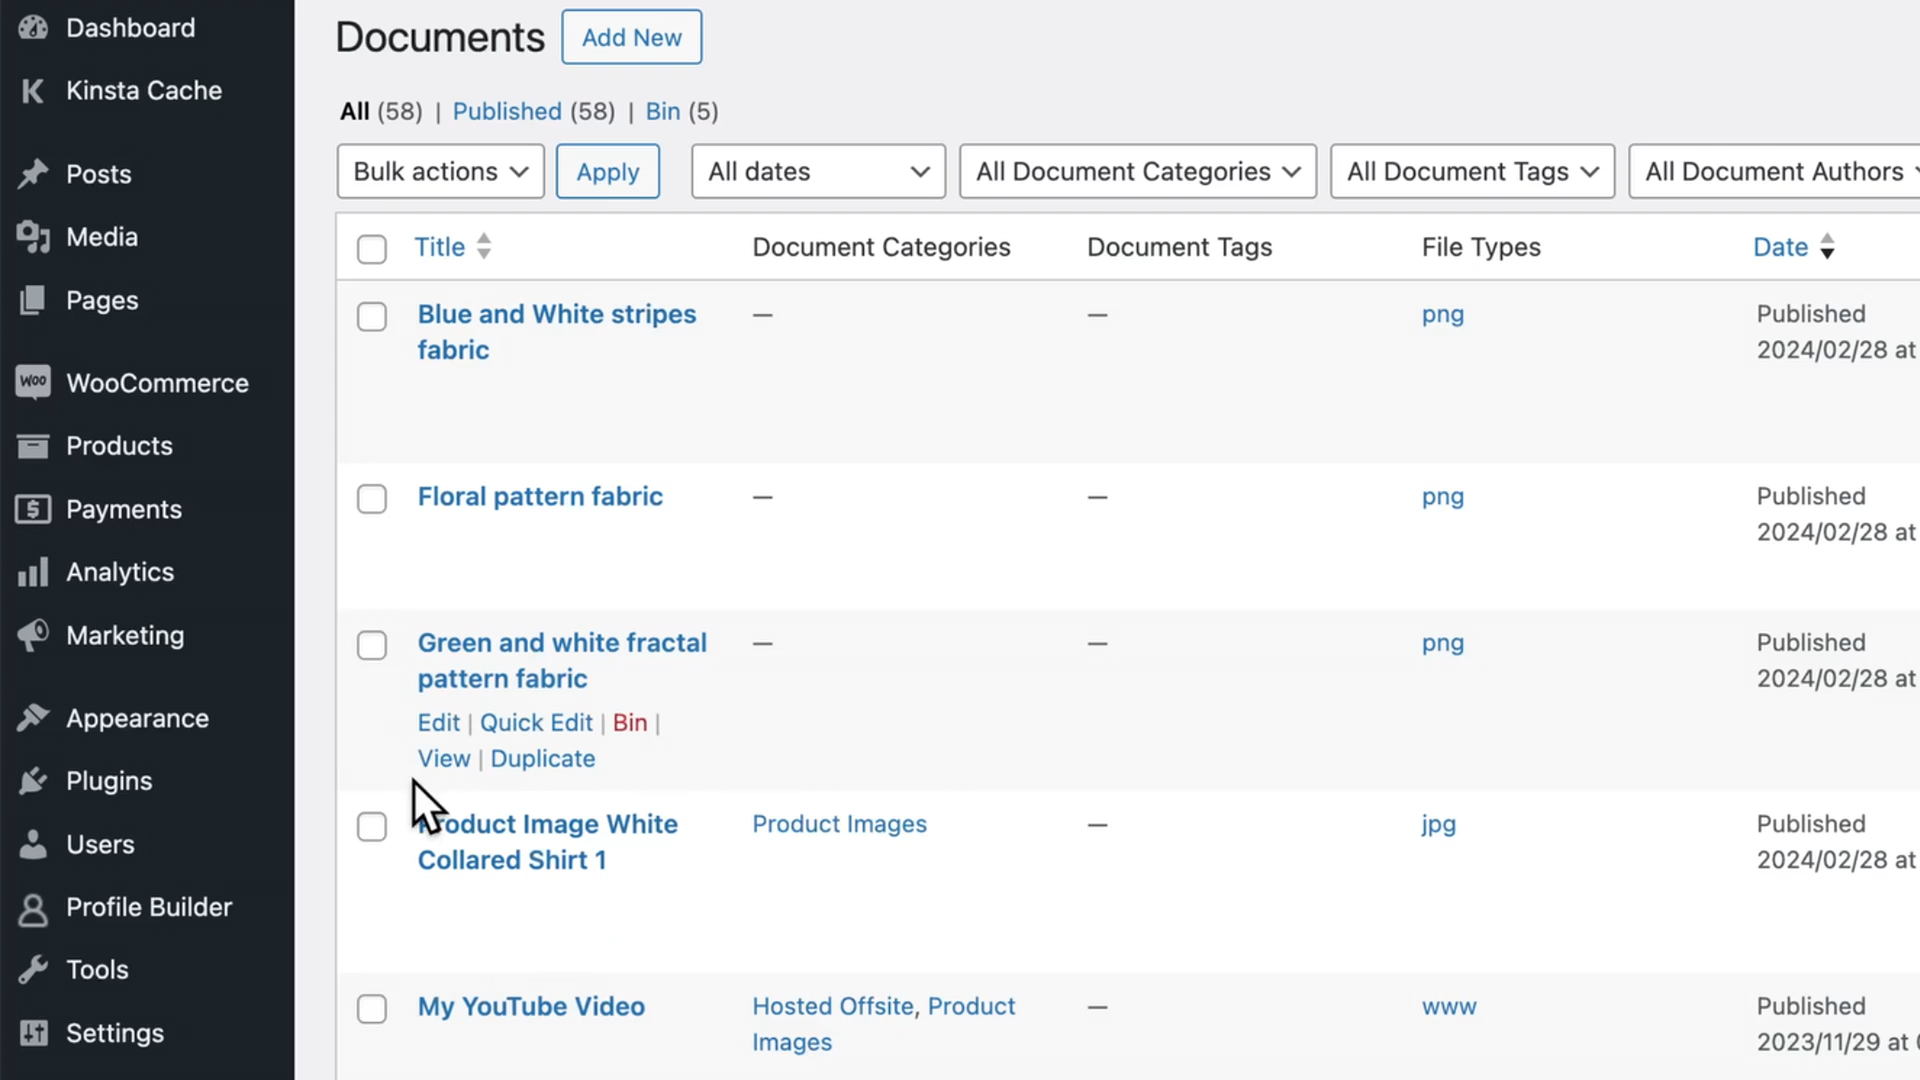 Dashboard
Kinsta Cache
Posts
Media
Pages
WOO WooCommerce
Products
Payments
Analytics
Marketing
Appearance
Plugins
Users
Profile Builder
Tools
Settings
Documents Add New
All (58) | Published (58) | Bin (5)
Bulk actions Apply All dates All Document Categories All Document Tags All Document Authors
Title Document Categories Document Tags File Types Date
Blue and White stripes — — png Published
fabric 2024/02/28 at
Floral pattern fabric — — png Published
2024/02/28 at
Green and white fractal — — png Published
pattern fabric 2024/02/28 at
Edit | Quick Edit | Bin |
View | Duplicate
Product Image White Product Images — jpg Published
Collared Shirt 1 2024/02/28 at
My YouTube Video Hosted Offsite, Product — www Published
Images 2023/11/29 at